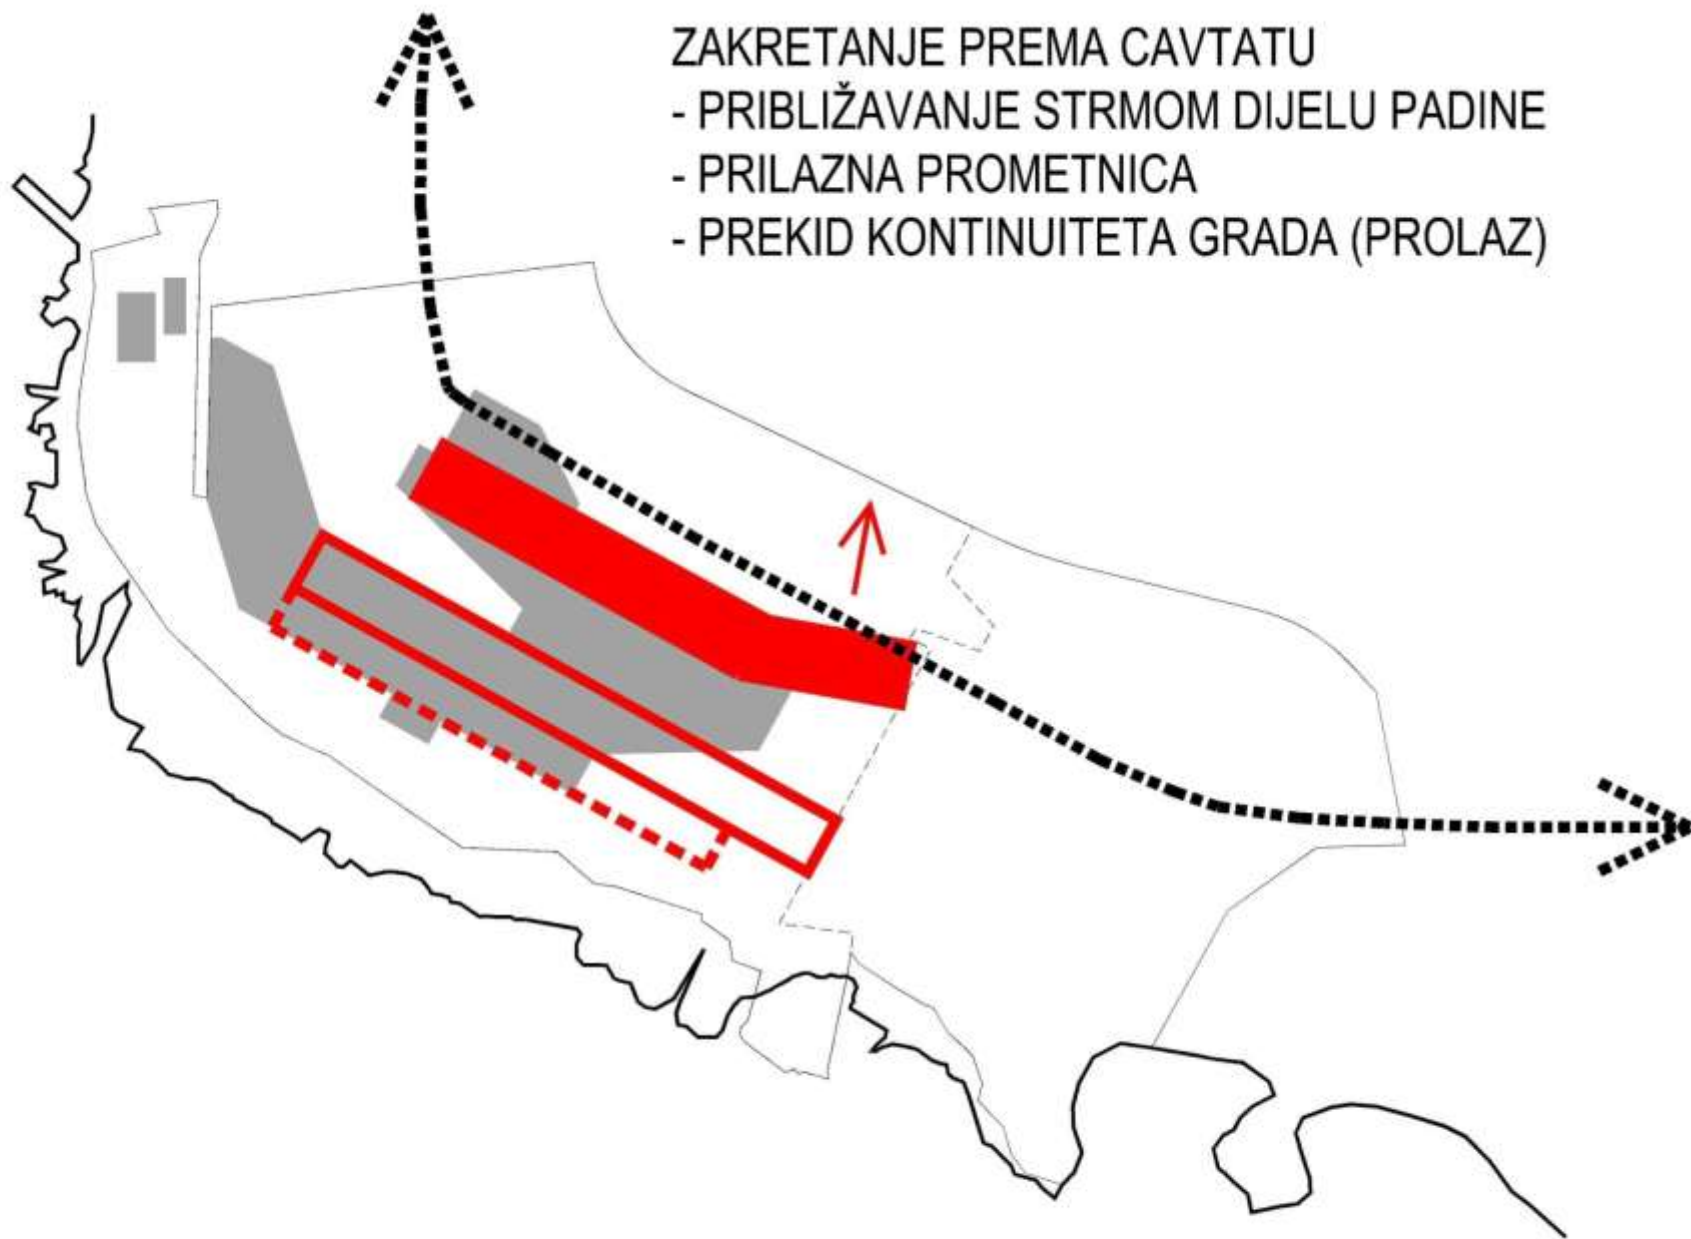 ZAKRETANJE PREMA CAVTATU
- PRIBLIŽAVANJE STRMOM DIJELU PADINE
- PRILAZNA PROMETNICA
- PREKID KONTINUITETA GRADA (PROLAZ)